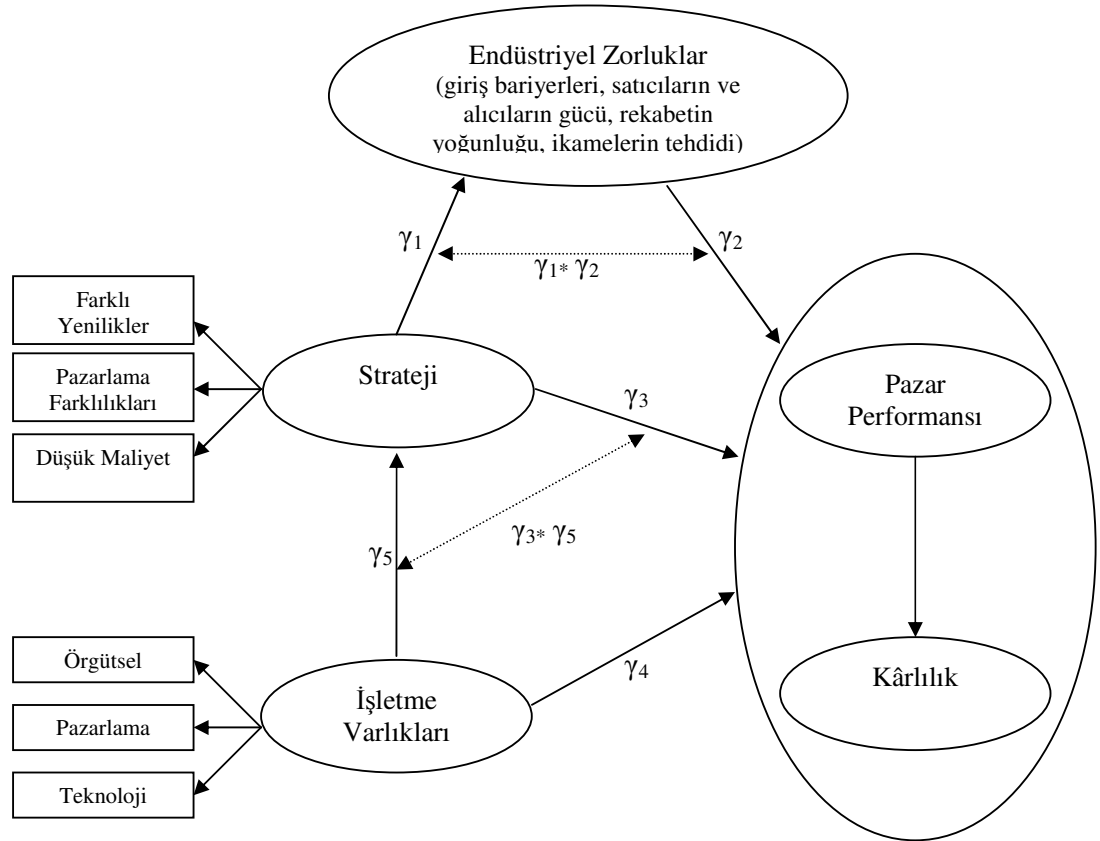 Endüstriyel Zorluklar
(giriş bariyerleri, satıcıların ve
alıcıların gücü, rekabetin
yoğunluğu, ikamelerin tehdidi)
γ1
γ2
γ1* γ2
Farklı
Yenilikler
Pazarlama
Farklılıkları
Düşük Maliyet
Strateji
γ3
Pazar
Performansı
γ5
γ3* γ5
Örgütsel
Pazarlama
Teknoloji
İşletme
Varlıkları
γ4
Kârlılık